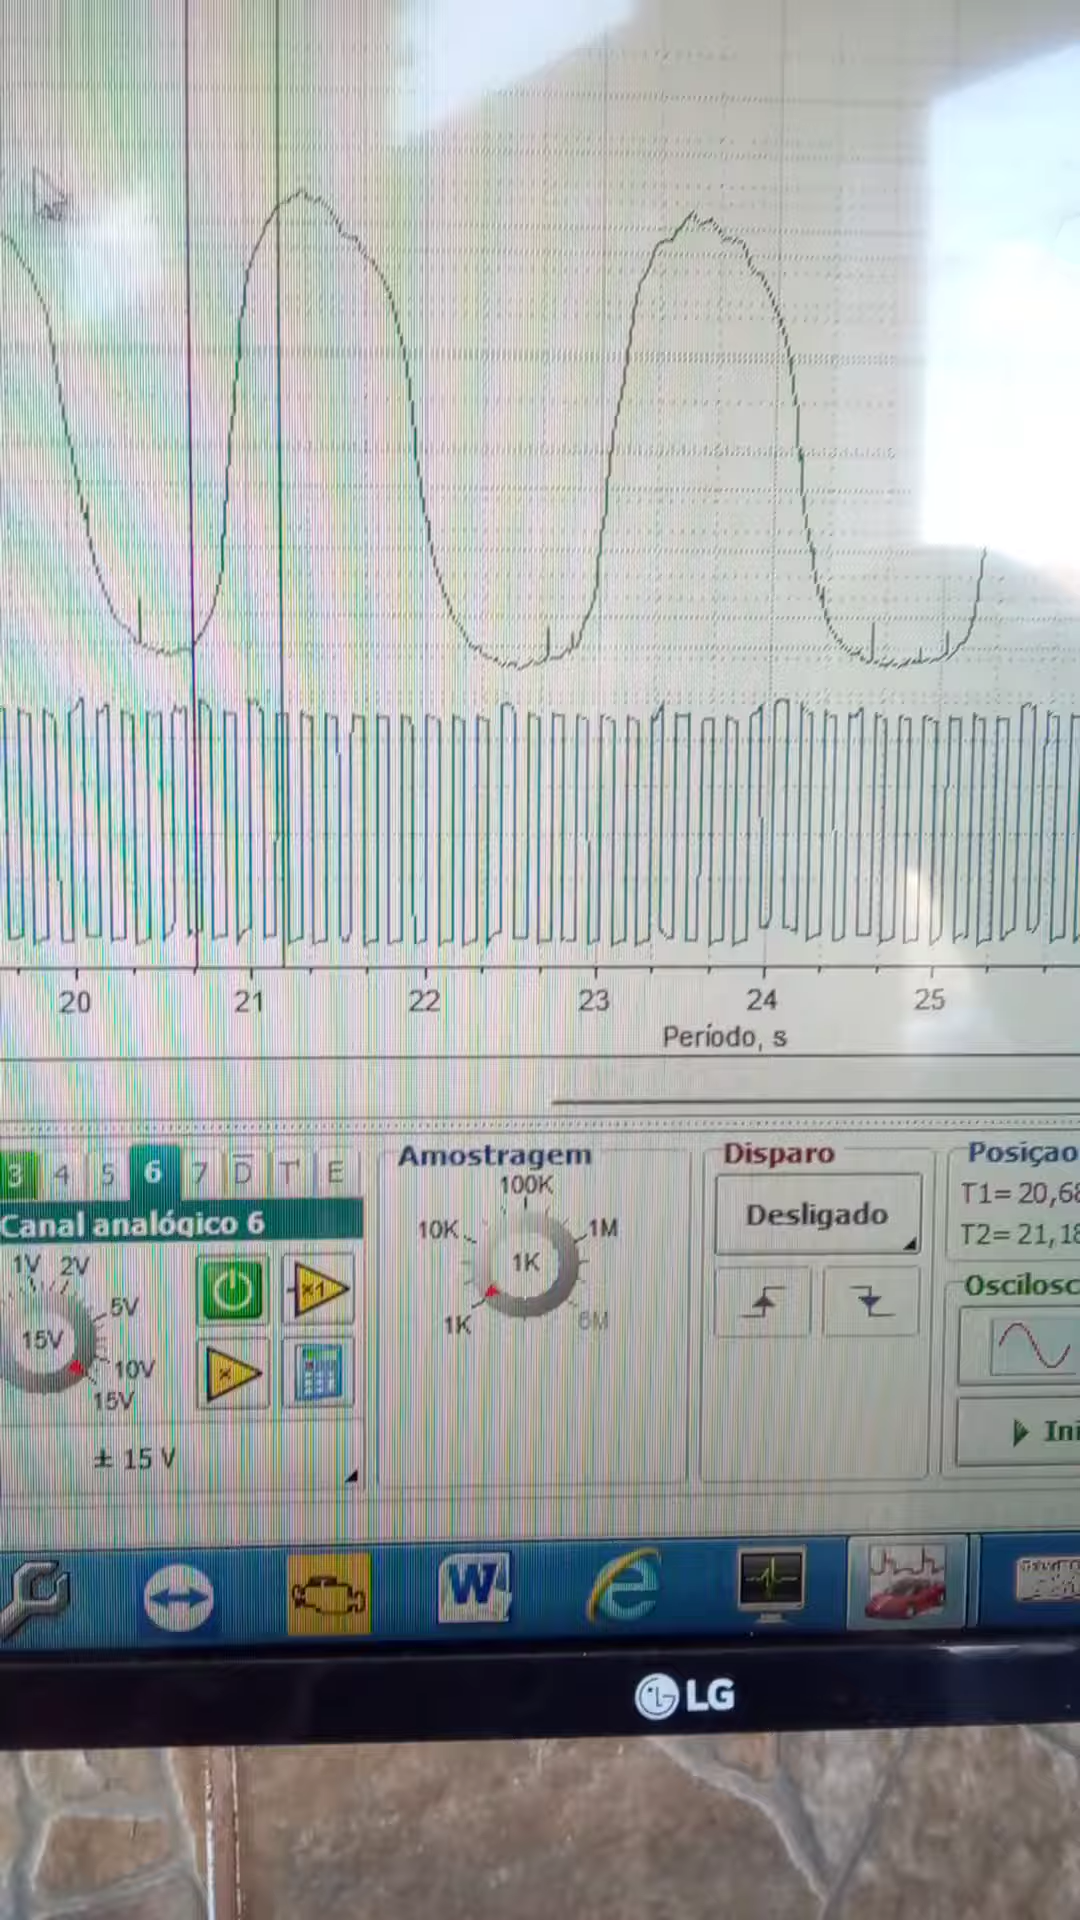 20 21 22 23 24 25
Período, s
3 4 5 6 7 D T E
Canal analógico 6
1V 2V
5V
15V
10V
15V
± 15 V
x1
x
Amostragem
100K
10K 1M
1K
1K 6M
Disparo
Desligado
Posiçao
T1= 20,68
T2= 21,18
Oscilosc
Ini
W
e
LG